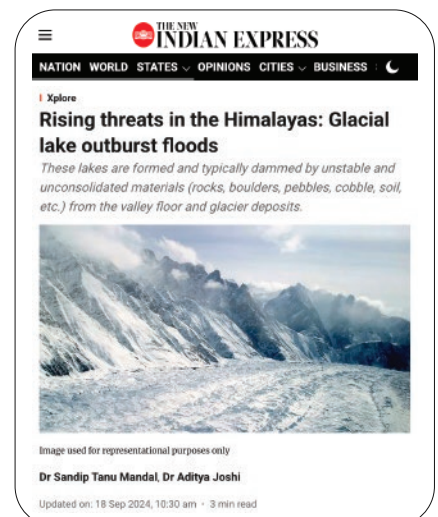 THE NEW
INDIAN EXPRESS
NATION WORLD STATES OPINIONS CITIES BUSINESS
Xplore
Rising threats in the Himalayas: Glacial
lake outburst floods
These lakes are formed and typically dammed by unstable and
unconsolidated materials (rocks, boulders, pebbles, cobble, soil,
etc.) from the valley floor and glacier deposits.
Image used for representational purposes only
Dr Sandip Tanu Mandal, Dr Aditya Joshi
Updated on: 18 Sep 2024, 10:30 am • 3 min read